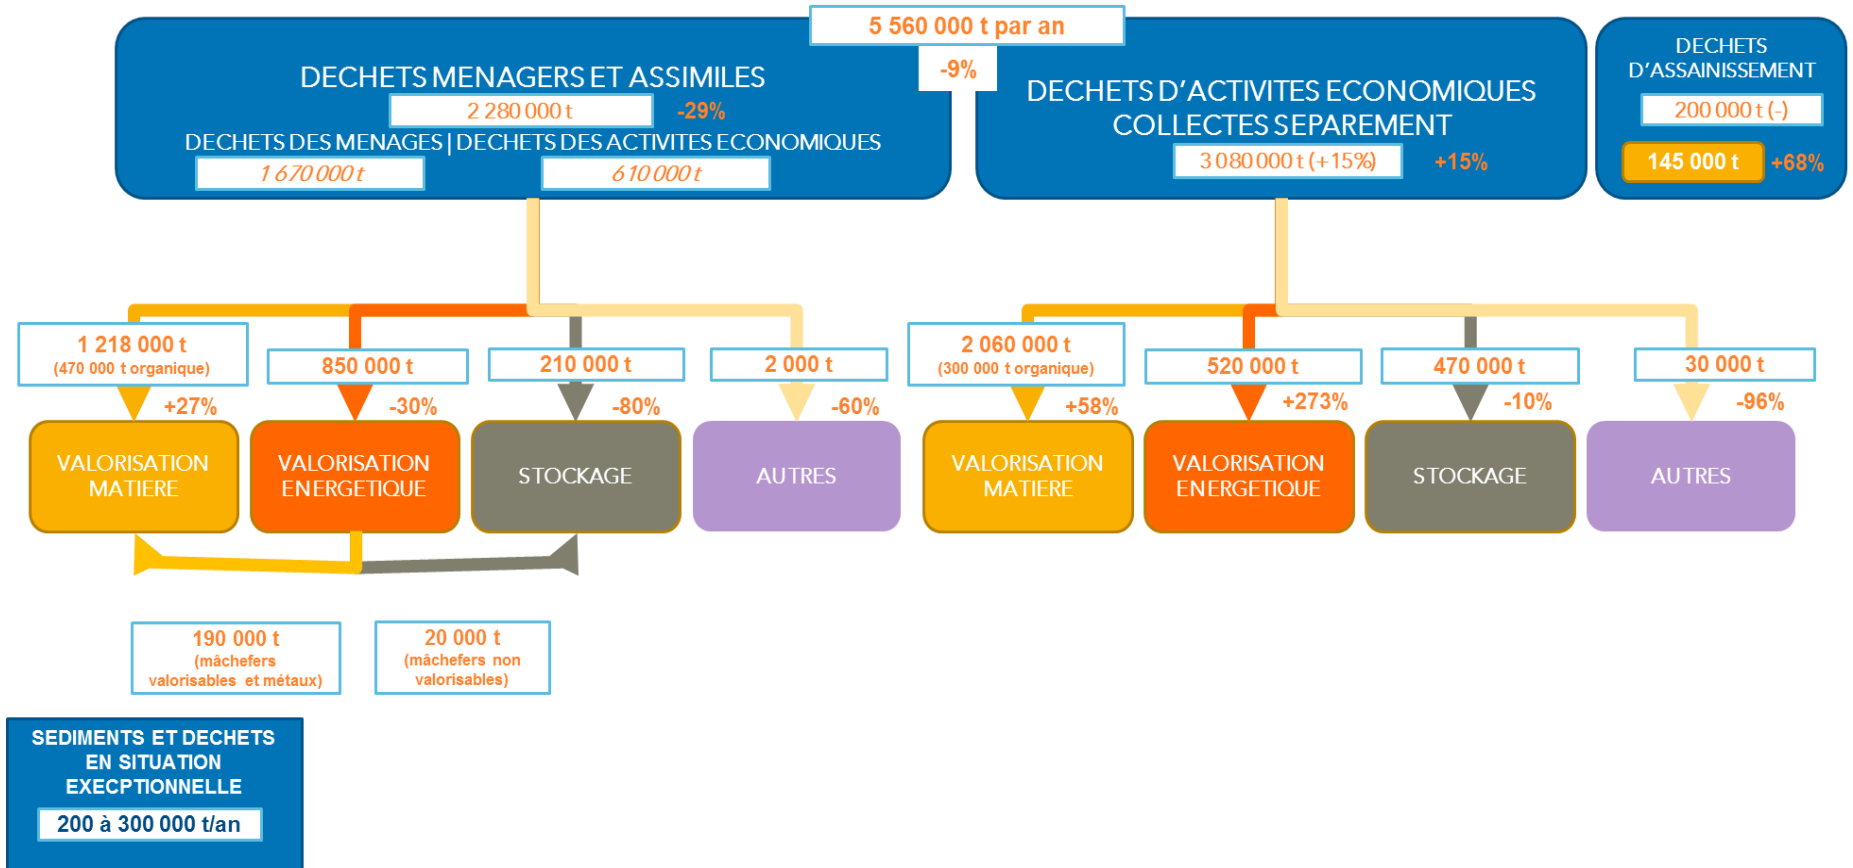 5 560 000 t par an
-9%
DECHETS MENAGERS ET ASSIMILES
2 280 000 t
-29%
DECHETS DES MENAGES | DECHETS DES ACTIVITES ECONOMIQUES
1 670 000 t
610 000 t
DECHETS D'ACTIVITES ECONOMIQUES
COLLECTES SEPAREMENT
3 080 000 t (+15%)
+15%
DECHETS
D'ASSAINISSEMENT
200 000 t (-)
145 000 t
+68%
1 218 000 t
(470 000 t organique)
+27%
VALORISATION
MATIERE
850 000 t
-30%
VALORISATION
ENERGETIQUE
210 000 t
-80%
STOCKAGE
2 000 t
-60%
AUTRES
2 060 000 t
(300 000 t organique)
+58%
VALORISATION
MATIERE
520 000 t
+273%
VALORISATION
ENERGETIQUE
470 000 t
-10%
STOCKAGE
30 000 t
-96%
AUTRES
190 000 t
(mâchefers
valorisables et métaux)
20 000 t
(mâchefers non
valorisables)
SEDIMENTS ET DECHETS
EN SITUATION
EXECPTIONNELLE
200 à 300 000 t/an